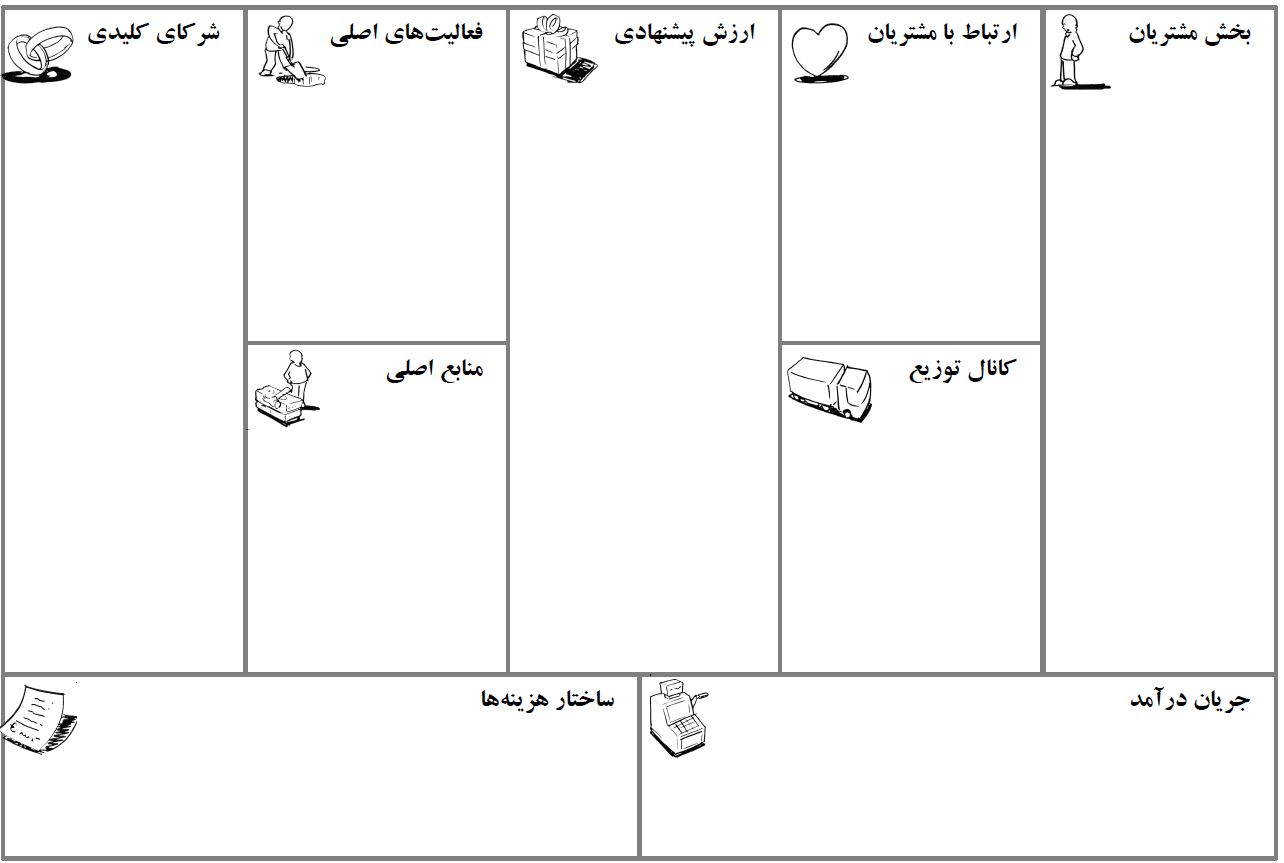 بخش مشتریان
ارتباط با مشتریان
ارزش پیشنهادی
فعالیت‌های اصلی
شرکای کلیدی
کانال توزیع
منابع اصلی
جریان درآمد
ساختار هزینه‌ها